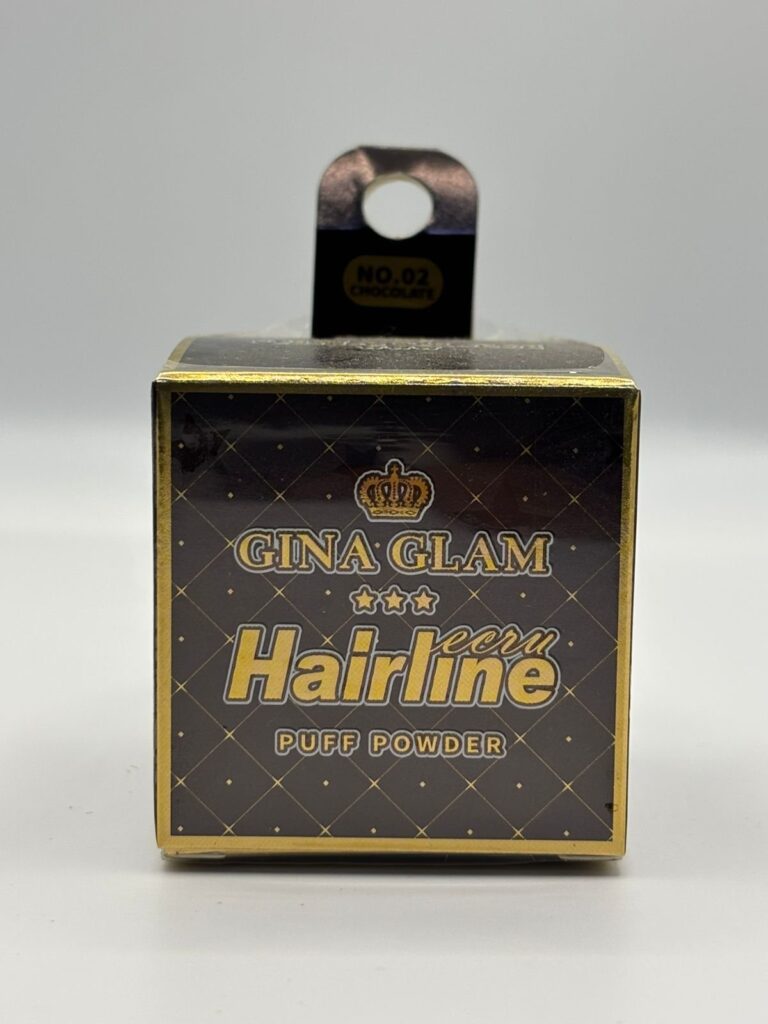 NO.02
CHOCOLATE
GINA GLAM
ecru
Hairline
PUFF POWDER